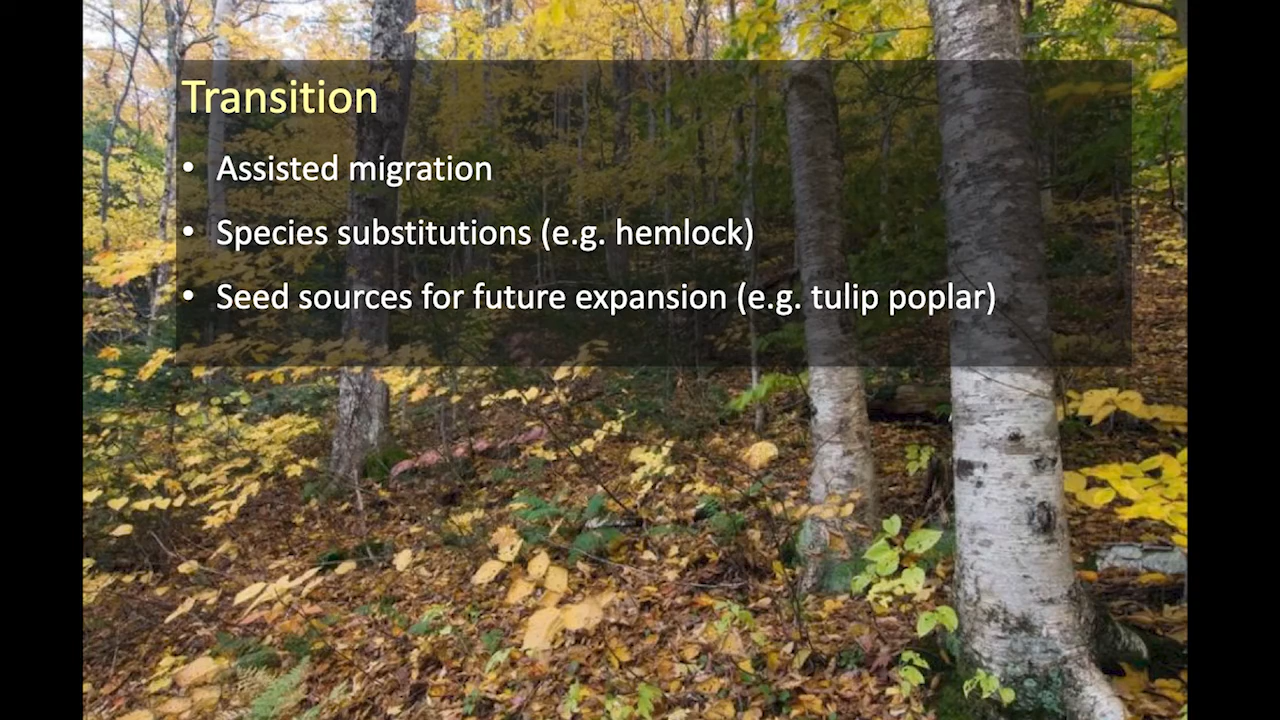 Transition
• Assisted migration
• Species substitutions (e.g. hemlock)
• Seed sources for future expansion (e.g. tulip poplar)